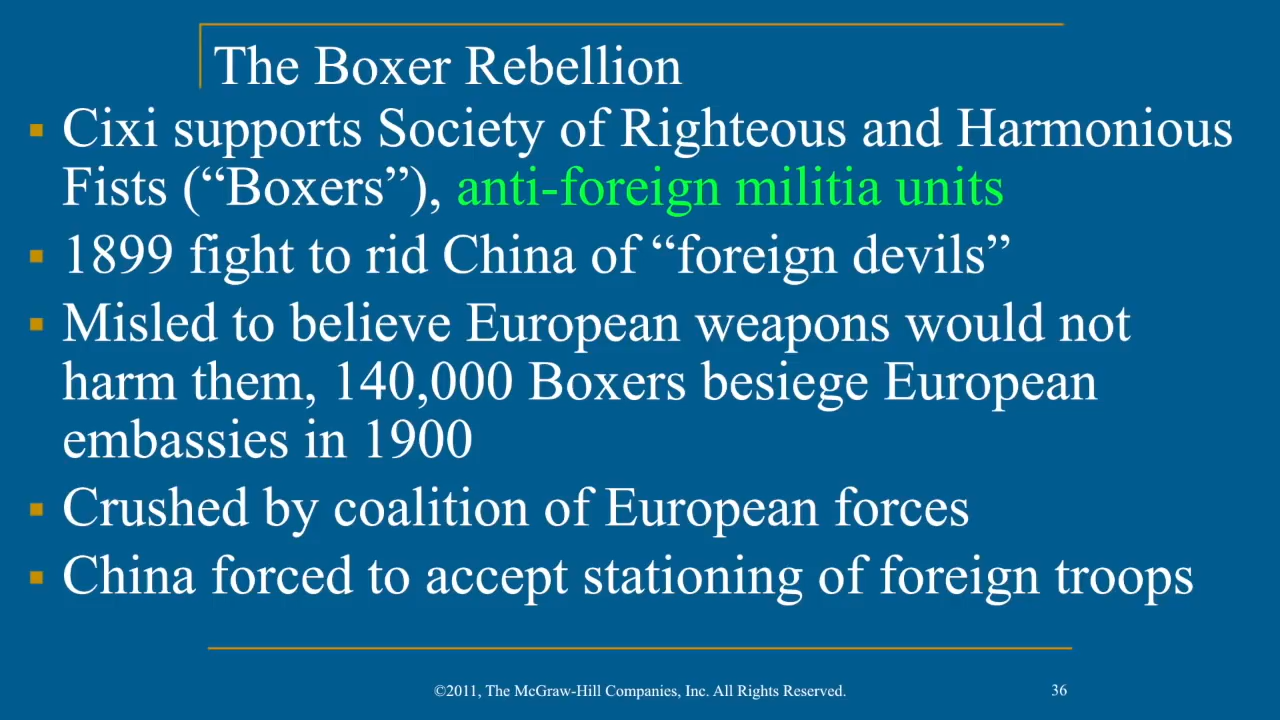 The Boxer Rebellion
▪ Cixi supports Society of Righteous and Harmonious
Fists (“Boxers”), anti-foreign militia units
▪ 1899 fight to rid China of “foreign devils”
▪ Misled to believe European weapons would not
harm them, 140,000 Boxers besiege European
embassies in 1900
▪ Crushed by coalition of European forces
▪ China forced to accept stationing of foreign troops
©2011, The McGraw-Hill Companies, Inc. All Rights Reserved.
36